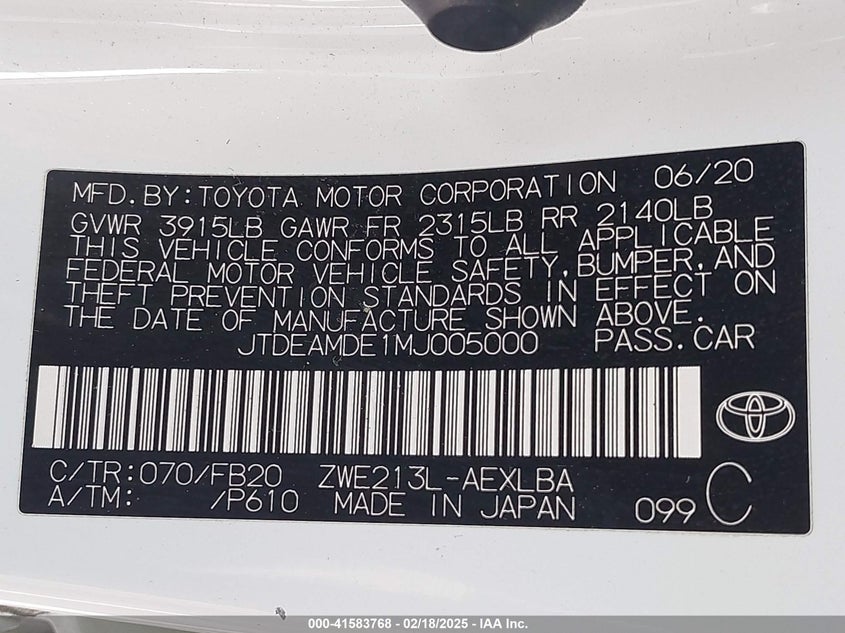 MFD.BY:TOYOTA MOTOR CORPORATION 06/20
GVWR 3915LB GAWR FR 2315LB RR 2140LB
THIS VEHICLE CONFORMS TO ALL APPLICABLE
FEDERAL MOTOR VEHICLE SAFETY,BUMPER,AND
THEFT PREVENTION STANDARDS IN EFFECT ON
THE DATE OF MANUFACTURE SHOWN ABOVE.
JTDEAMDE1MJ005000 PASS.CAR
C/TR:070/FB20 ZWE213L-AEXLBA
A/TM: /P610 MADE IN JAPAN 099 C
000-41583768 - 02/18/2025 - IAA Inc.